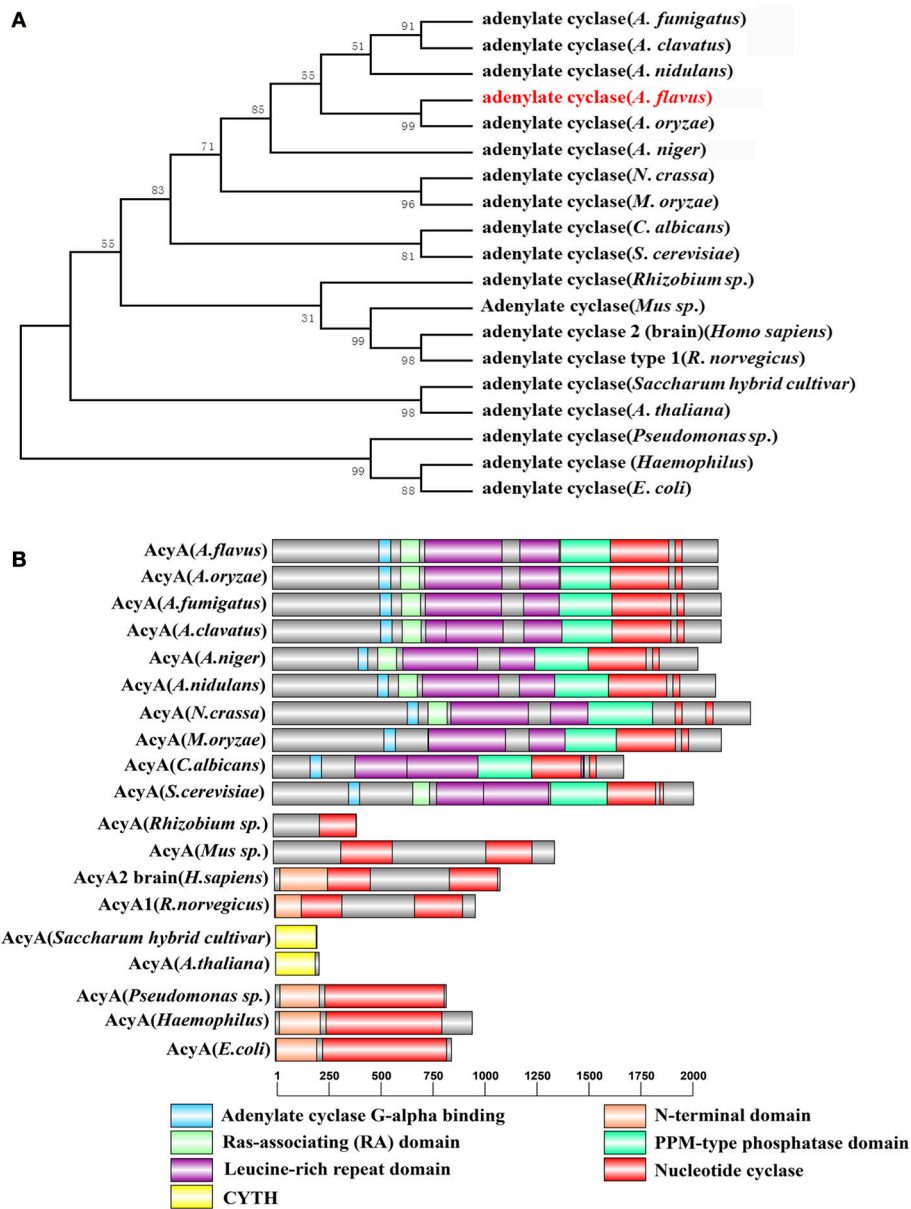 A
adenylate cyclase(A. fumigatus)
91
adenylate cyclase(A. clavatus)
51
adenylate cyclase(A. nidulans)
55
adenylate cyclase(A. flavus)
85
99
adenylate cyclase(A. oryzae)
71
adenylate cyclase(A. niger)
adenylate cyclase(N. crassa)
83
96
adenylate cyclase(M. oryzae)
adenylate cyclase(C. albicans)
55
81
adenylate cyclase(S. cerevisiae)
adenylate cyclase(Rhizobium sp.)
31
Adenylate cyclase(Mus sp.)
99
adenylate cyclase 2 (brain)(Homo sapiens)
98
adenylate cyclase type 1(R. norvegicus)
adenylate cyclase(Saccharum hybrid cultivar)
98
adenylate cyclase(A. thaliana)
adenylate cyclase(Pseudomonas sp.)
99
adenylate cyclase (Haemophilus)
88
adenylate cyclase(E. coli)
B
AcyA(A.flavus)
AcyA(A.oryzae)
AcyA(A.fumigatus)
AcyA(A.clavatus)
AcyA(A.niger)
AcyA(A.nidulans)
AcyA(N.crassa)
AcyA(M.oryzae)
AcyA(C.albicans)
AcyA(S.cerevisiae)
AcyA(Rhizobium sp.)
AcyA(Mus sp.)
AcyA2 brain(H.sapiens)
AcyA1(R.norvegicus)
AcyA(Saccharum hybrid cultivar)
AcyA(A.thaliana)
AcyA(Pseudomonas sp.)
AcyA(Haemophilus)
AcyA(E.coli)
1 250 500 750 1000 1250 1500 1750 2000
Adenylate cyclase G-alpha binding
Ras-associating (RA) domain
Leucine-rich repeat domain
CYTH
N-terminal domain
PPM-type phosphatase domain
Nucleotide cyclase